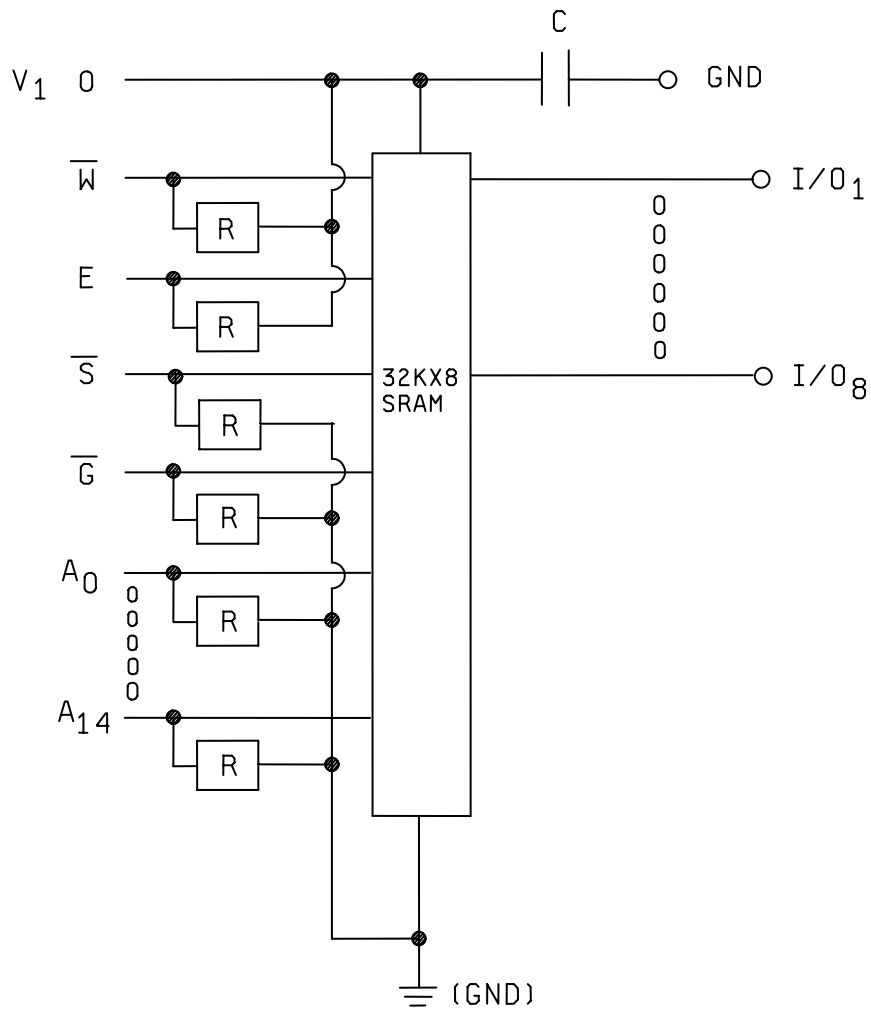 C
V₁ O GND
W̅ I/O₁
R
E
R
S̅ 32KX8 I/O₈
SRAM
R
G̅
R
A₀
R
A₁₄
R
(GND)